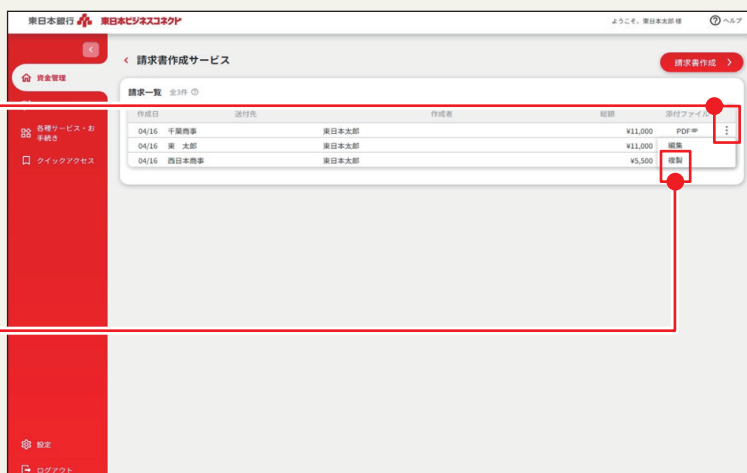 東日本銀行 東日本ビジネスコネクト ようこそ、東日本太郎 様 ヘルプ
請求書作成サービス 請求書作成
資金管理
請求一覧 全3件
作成日 送付先 作成者 総額 添付ファイル
04/16 千葉商事 東日本太郎 ¥11,000 PDF
各種サービス・お
手続き
04/16 東 太郎 東日本太郎 ¥11,000 編集
04/16 西日本商事 東日本太郎 ¥5,500 複製
クイックアクセス
設定
ログアウト